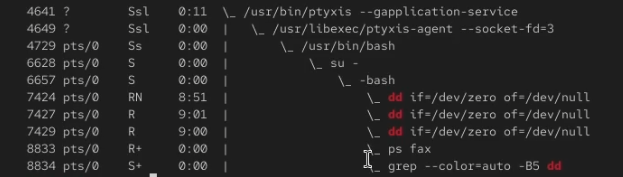 4641 ?        Ssl    0:11  \_ /usr/bin/ptyxis --gapplication-service
4649 ?        Ssl    0:00  |   \_ /usr/libexec/ptyxis-agent --socket-fd=3
4729 pts/0    Ss     0:00  |       \_ /usr/bin/bash
6628 pts/0    S      0:00  |           \_ su -
6657 pts/0    S      0:00  |               \_ -bash
7424 pts/0    RN     8:51  |                   \_ dd if=/dev/zero of=/dev/null
7427 pts/0    R      9:01  |                   \_ dd if=/dev/zero of=/dev/null
7429 pts/0    R      9:00  |                   \_ dd if=/dev/zero of=/dev/null
8833 pts/0    R+     0:00  |                   \_ ps fax
8834 pts/0    S+     0:00  |                   \_ grep --color=auto -B5 dd